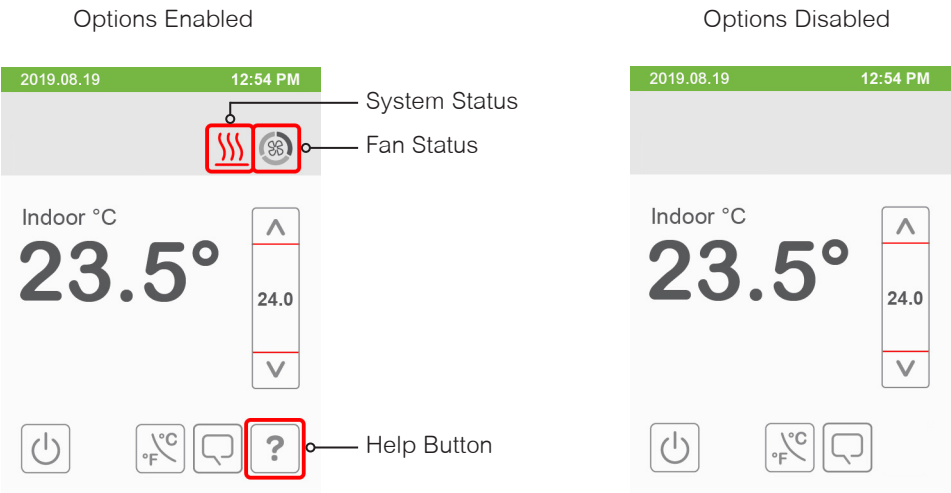 Options Enabled
Options Disabled
2019.08.19 12:54 PM
System Status
Fan Status
Indoor °C
23.5°
24.0
°C
°F
?
Help Button
2019.08.19 12:54 PM
Indoor °C
23.5°
24.0
°C
°F